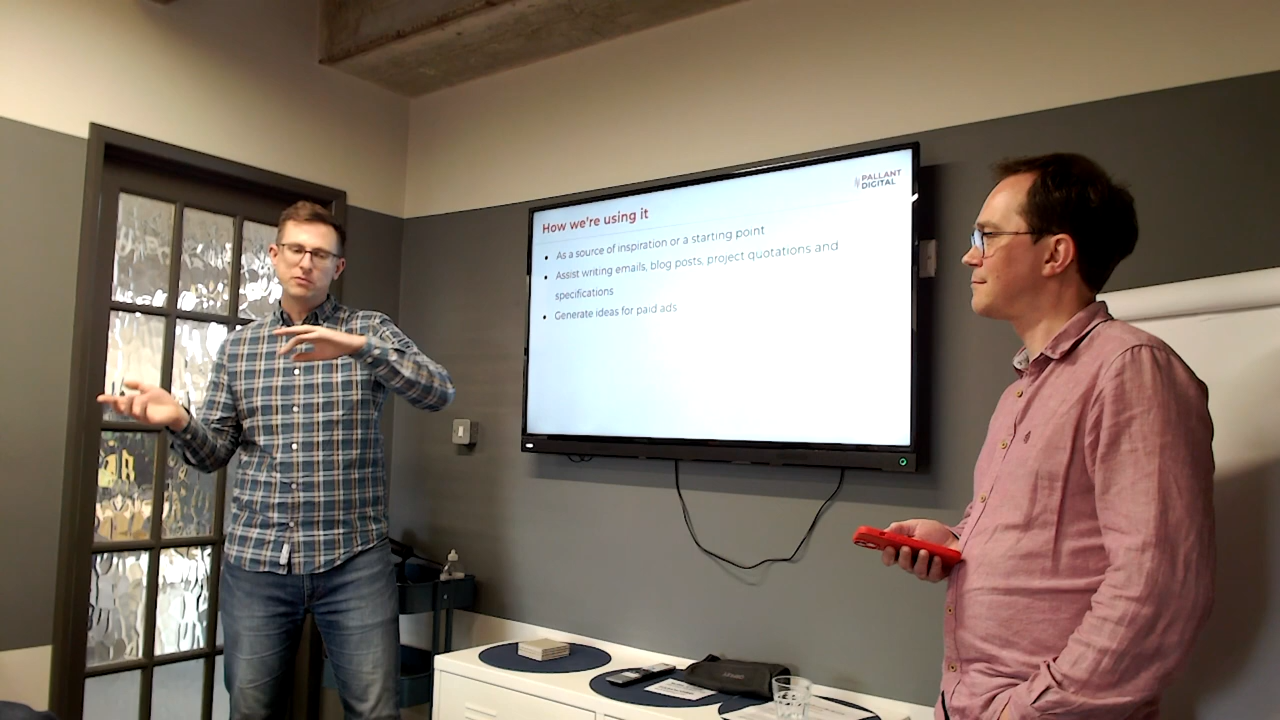 PALLANT
DIGITAL
How we're using it
As a source of inspiration or a starting point
Assist writing emails, blog posts, project quotations and
specifications
Generate ideas for paid ads